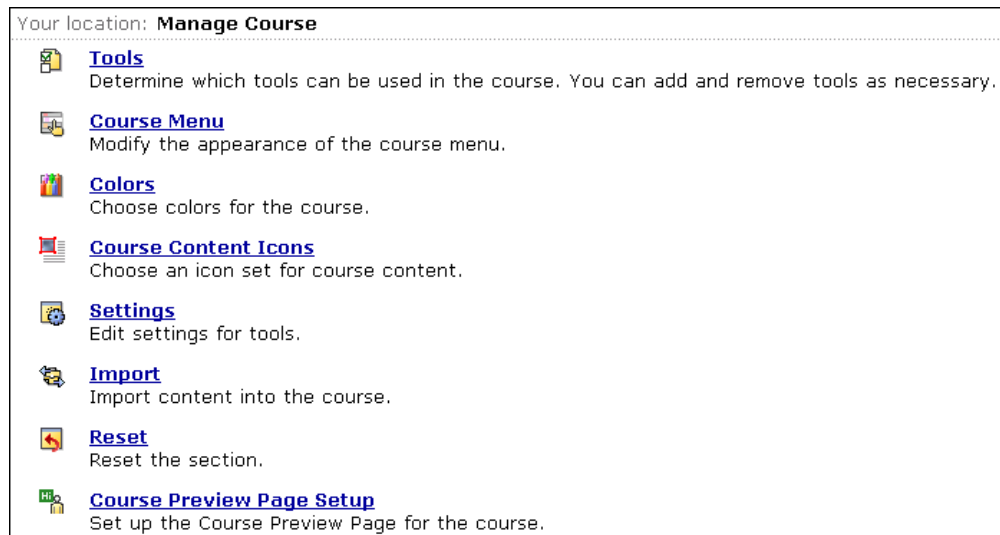 Your location: Manage Course
Tools
Determine which tools can be used in the course. You can add and remove tools as necessary.
Course Menu
Modify the appearance of the course menu.
Colors
Choose colors for the course.
Course Content Icons
Choose an icon set for course content.
Settings
Edit settings for tools.
Import
Import content into the course.
Reset
Reset the section.
Hi
Course Preview Page Setup
Set up the Course Preview Page for the course.